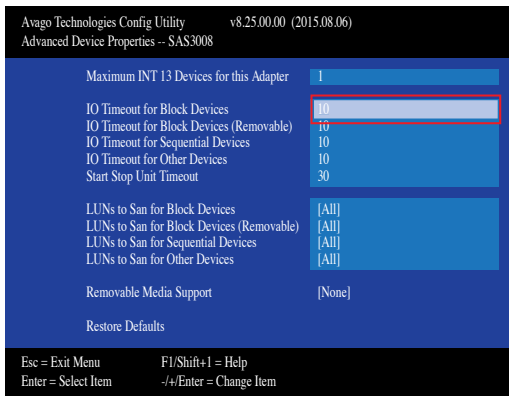 Avago Technologies Config Utility v8.25.00.00 (2015.08.06)
Advanced Device Properties -- SAS3008
Maximum INT 13 Devices for this Adapter 1
IO Timeout for Block Devices 10
IO Timeout for Block Devices (Removable) 10
IO Timeout for Sequential Devices 10
IO Timeout for Other Devices 10
Start Stop Unit Timeout 30
LUNs to San for Block Devices [All]
LUNs to San for Block Devices (Removable) [All]
LUNs to San for Sequential Devices [All]
LUNs to San for Other Devices [All]
Removable Media Support [None]
Restore Defaults
Esc = Exit Menu F1/Shift+1 = Help
Enter = Select Item -/+/Enter = Change Item